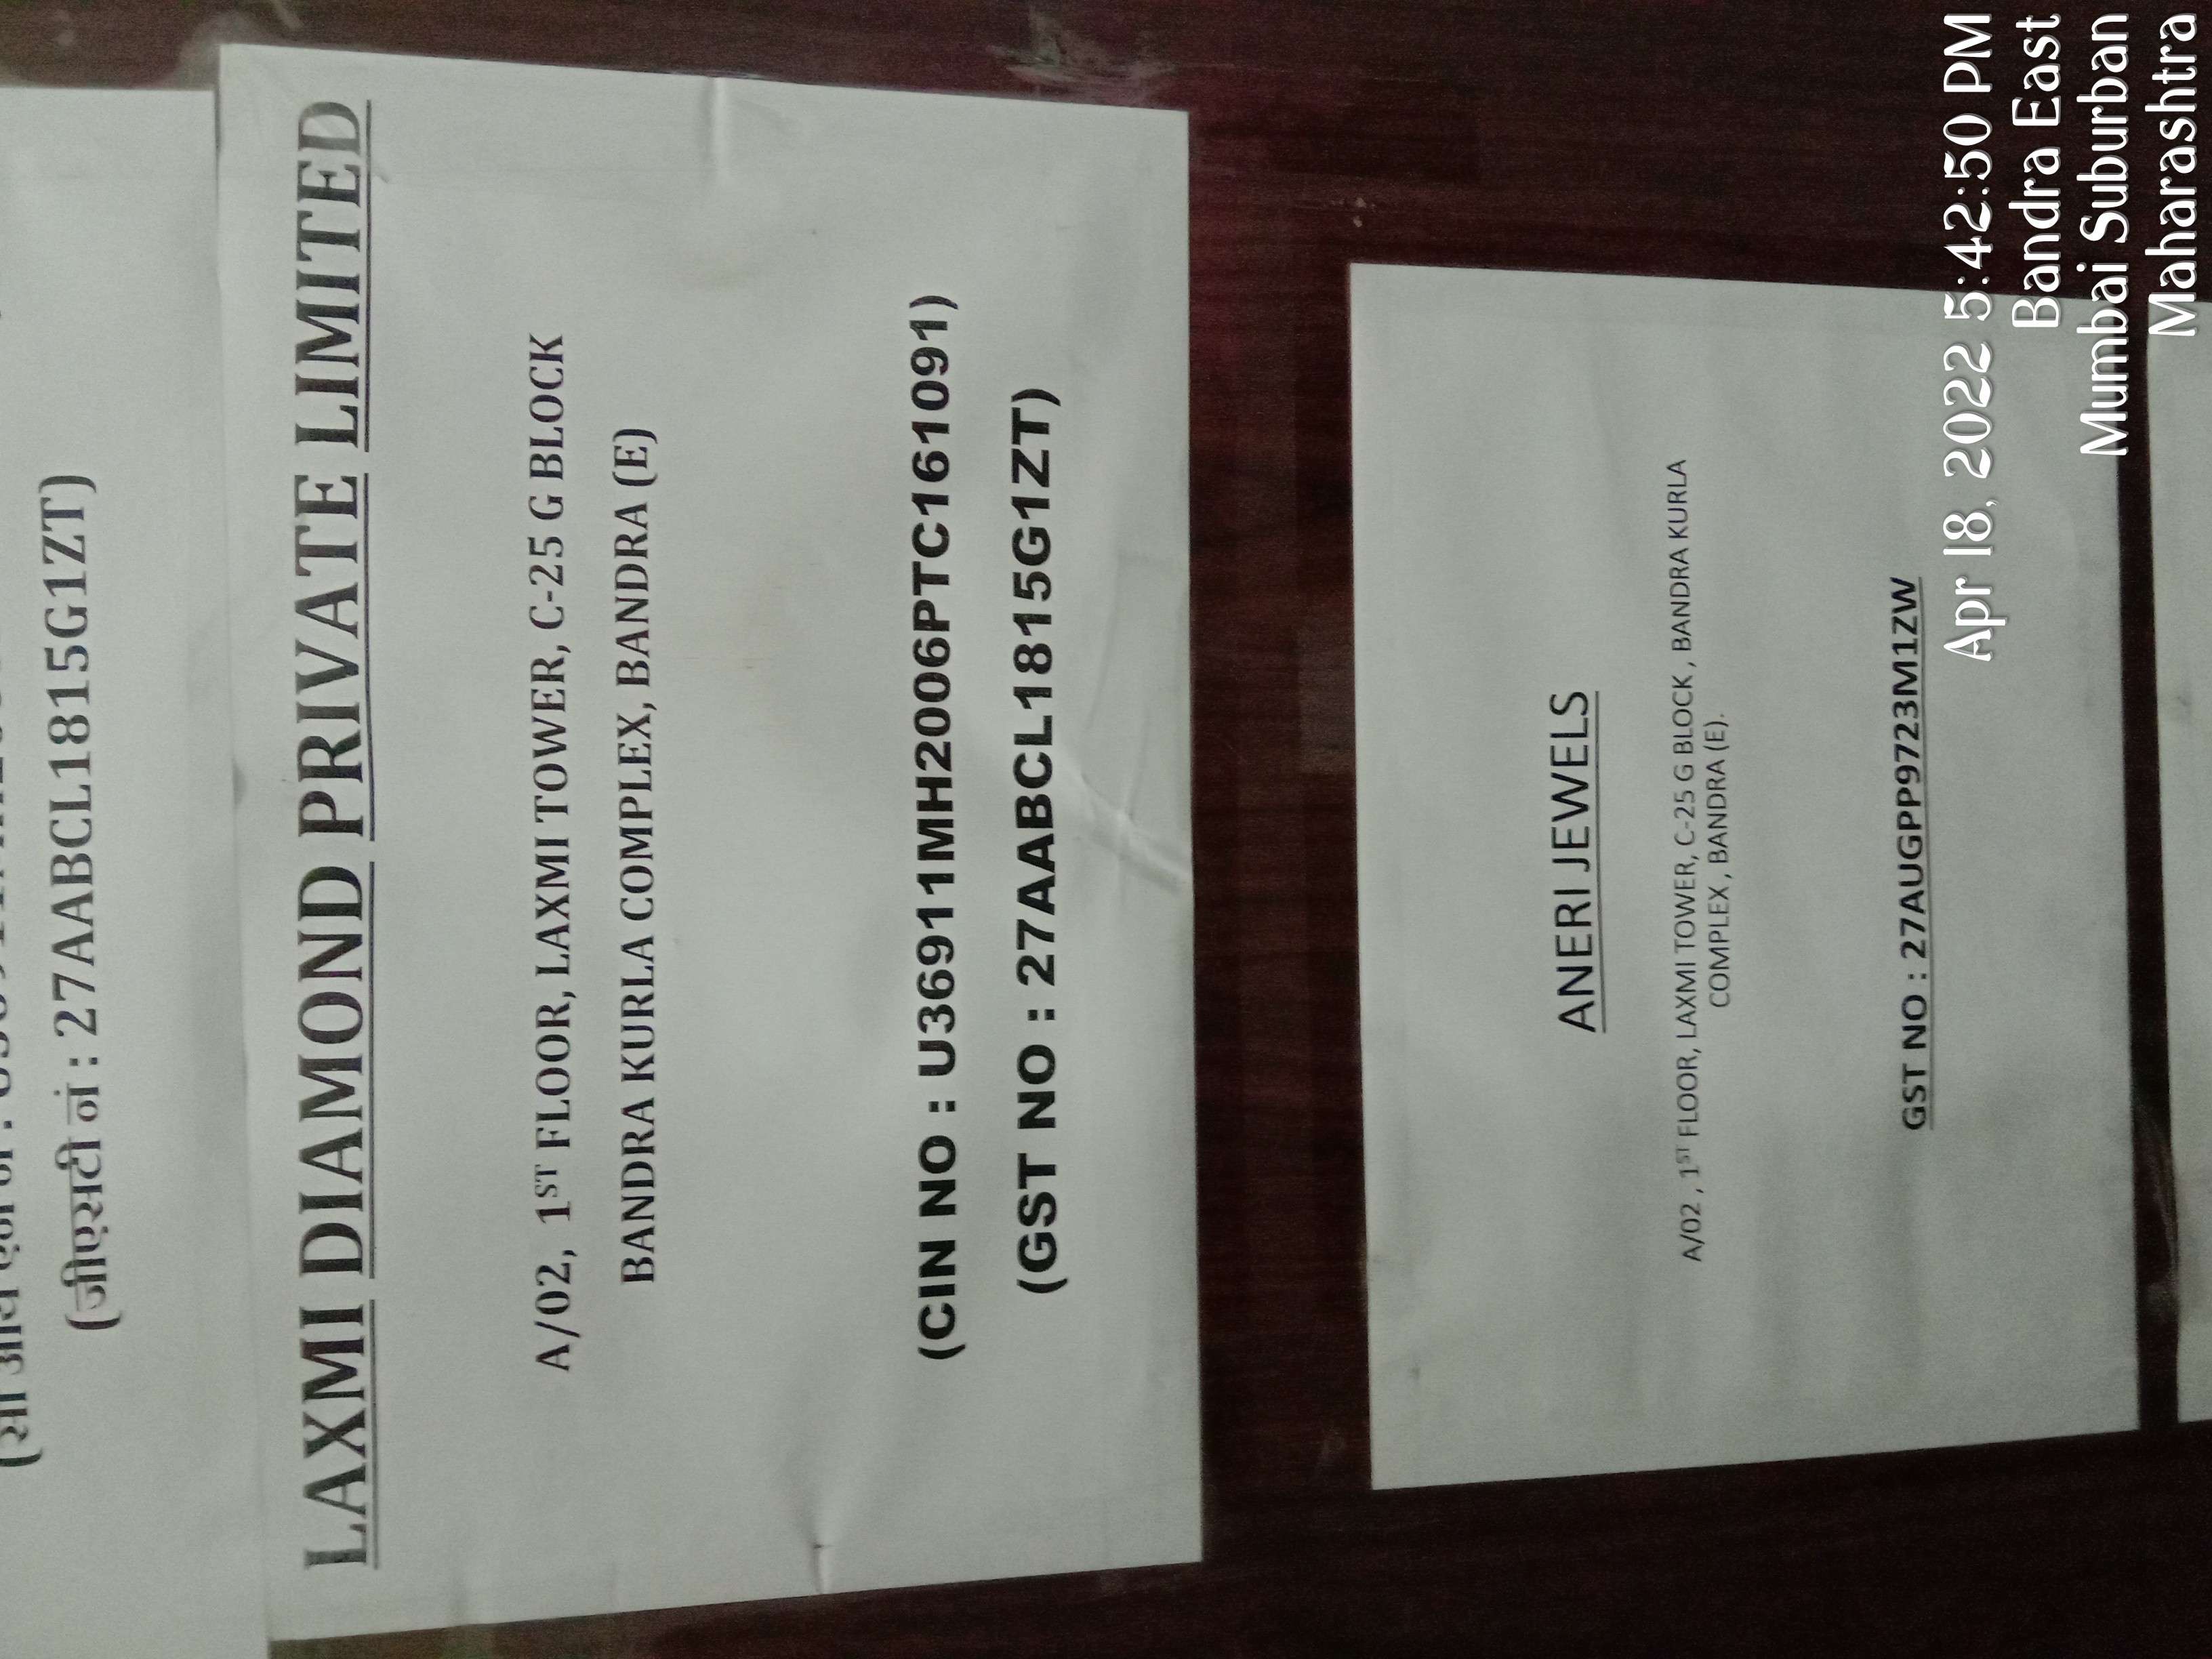 (जीएसटी नं : 27AABCL1815G1ZT)
LAXMI DIAMOND PRIVATE LIMITED
A/02, 1ST FLOOR, LAXMI TOWER, C-25 G BLOCK
BANDRA KURLA COMPLEX, BANDRA (E)
(CIN NO : U36911MH2006PTC161091)
(GST NO : 27AABCL1815G1ZT)
ANERI JEWELS
A/02 , 1ST FLOOR, LAXMI TOWER, C-25 G BLOCK , BANDRA KURLA
COMPLEX , BANDRA (E).
GST NO : 27AUGPP9723M1ZW
Apr 18, 2022 5:42:50 PM
Bandra East
Mumbai Suburban
Maharashtra